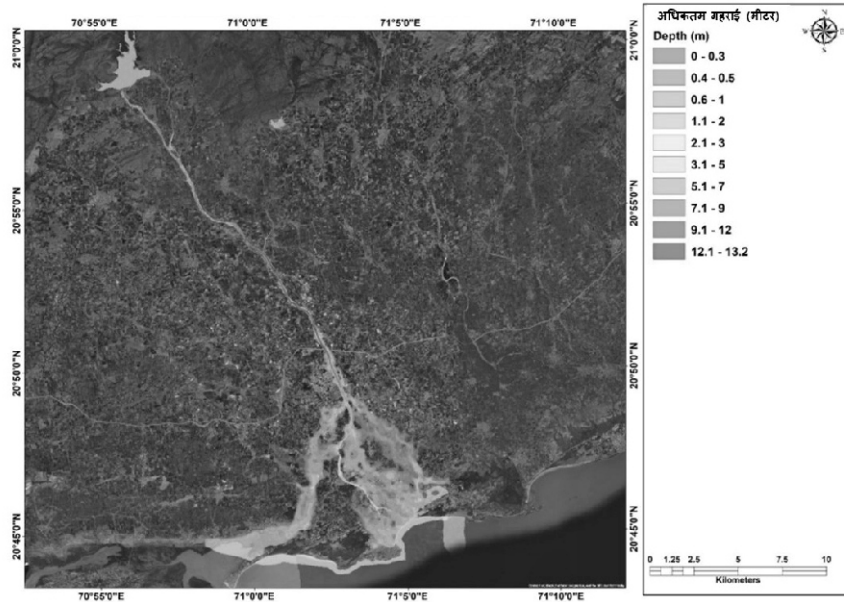 70°55'0"E 71°0'0"E 71°5'0"E 71°10'0"E
21°0'0"N 21°0'0"N
20°55'0"N 20°55'0"N
20°50'0"N 20°50'0"N
20°45'0"N 20°45'0"N
70°55'0"E 71°0'0"E 71°5'0"E 71°10'0"E
अधिकतम गहराई (मीटर)
Depth (m)
0 - 0.3
0.4 - 0.5
0.6 - 1
1.1 - 2
2.1 - 3
3.1 - 5
5.1 - 7
7.1 - 9
9.1 - 12
12.1 - 13.2
N
W E
S
0 1.25 2.5 5 7.5 10
Kilometers